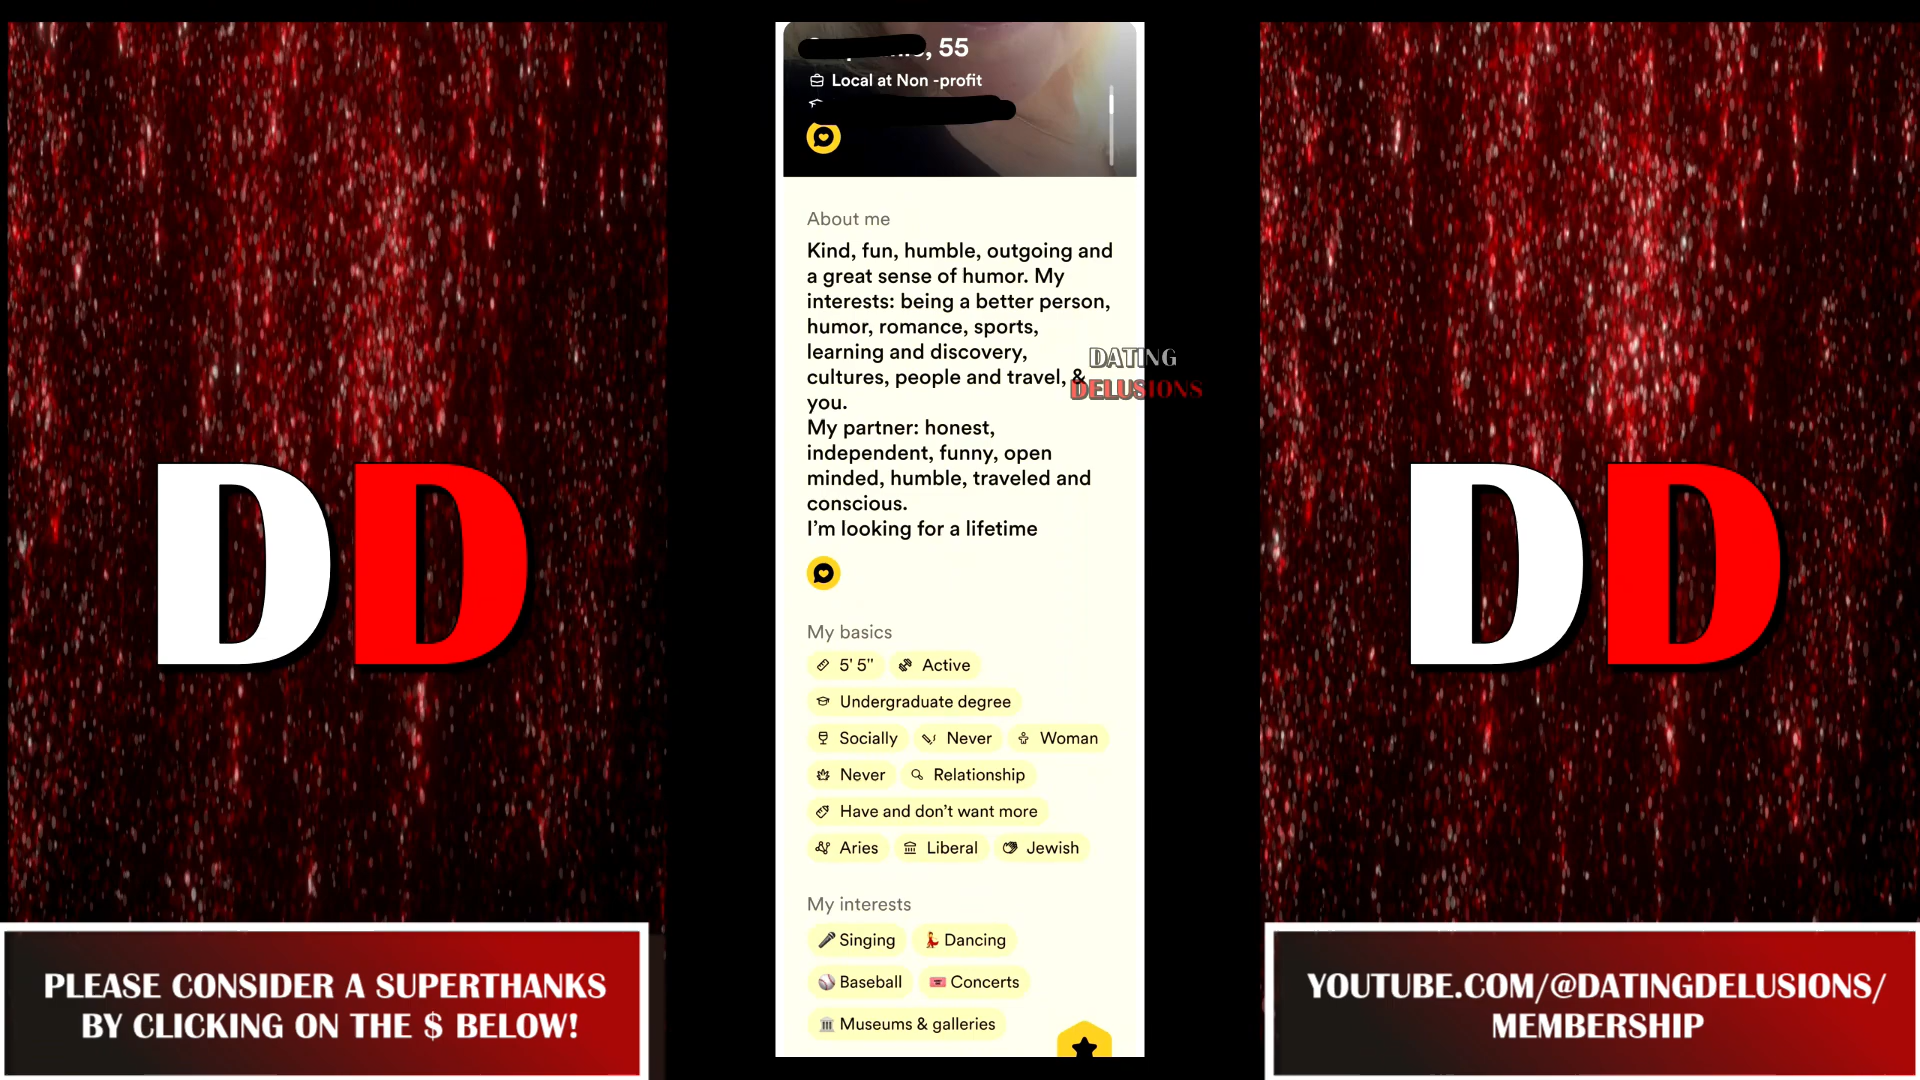 , 55
Local at Non -profit
About me
Kind, fun, humble, outgoing and
a great sense of humor. My
interests: being a better person,
humor, romance, sports,
learning and discovery,
cultures, people and travel, &
you.
My partner: honest,
independent, funny, open
minded, humble, traveled and
conscious.
I'm looking for a lifetime
DATING
DELUSIONS
My basics
5' 5"
Active
Undergraduate degree
Socially
Never
Woman
Never
Relationship
Have and don't want more
Aries
Liberal
Jewish
My interests
Singing
Dancing
Baseball
Concerts
Museums & galleries
DD
DD
PLEASE CONSIDER A SUPERTHANKS
BY CLICKING ON THE $ BELOW!
YOUTUBE.COM/@DATINGDELUSIONS/
MEMBERSHIP